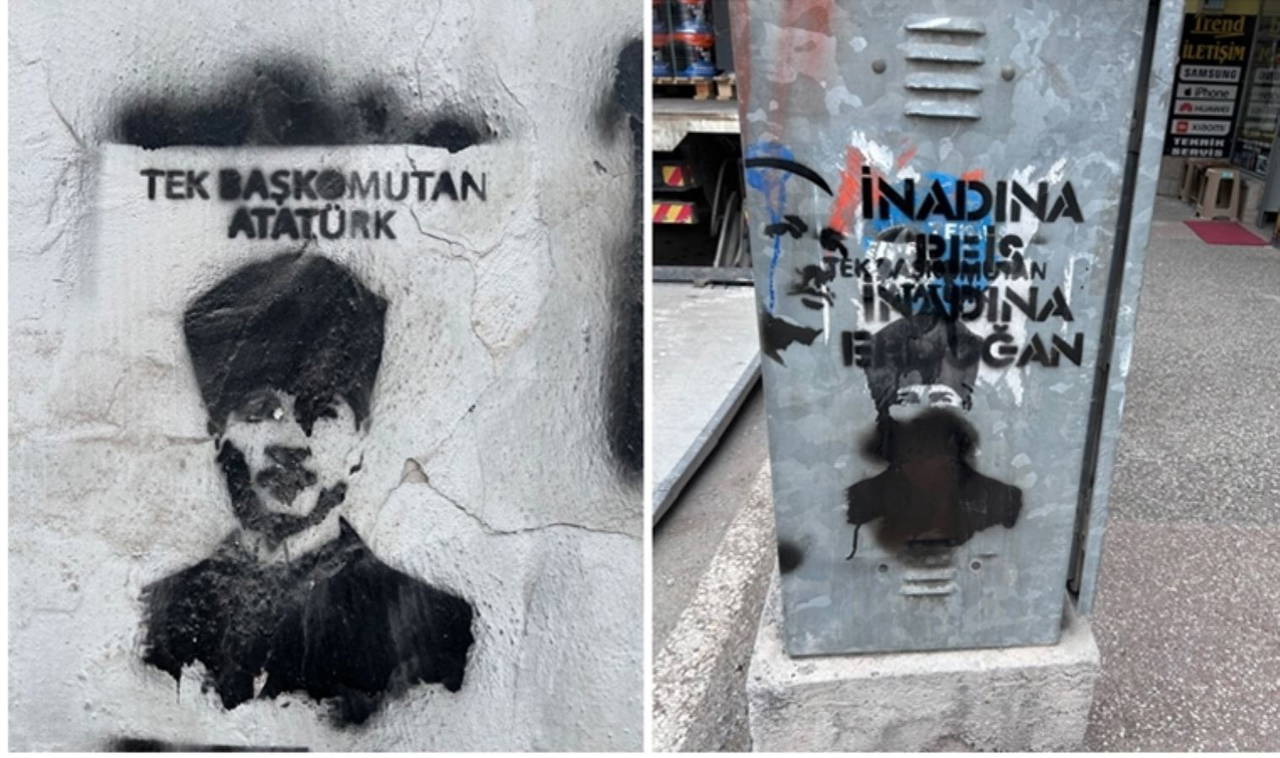 TEK BAŞKOMUTAN
ATATÜRK
İNADINA
REİS
TEK BAŞKOMUTAN
İNADINA
ERDOĞAN
Trend
İLETİŞİM
SAMSUNG
iPhone
HUAWEI
xiaomi
TEKNİK
SERVİS